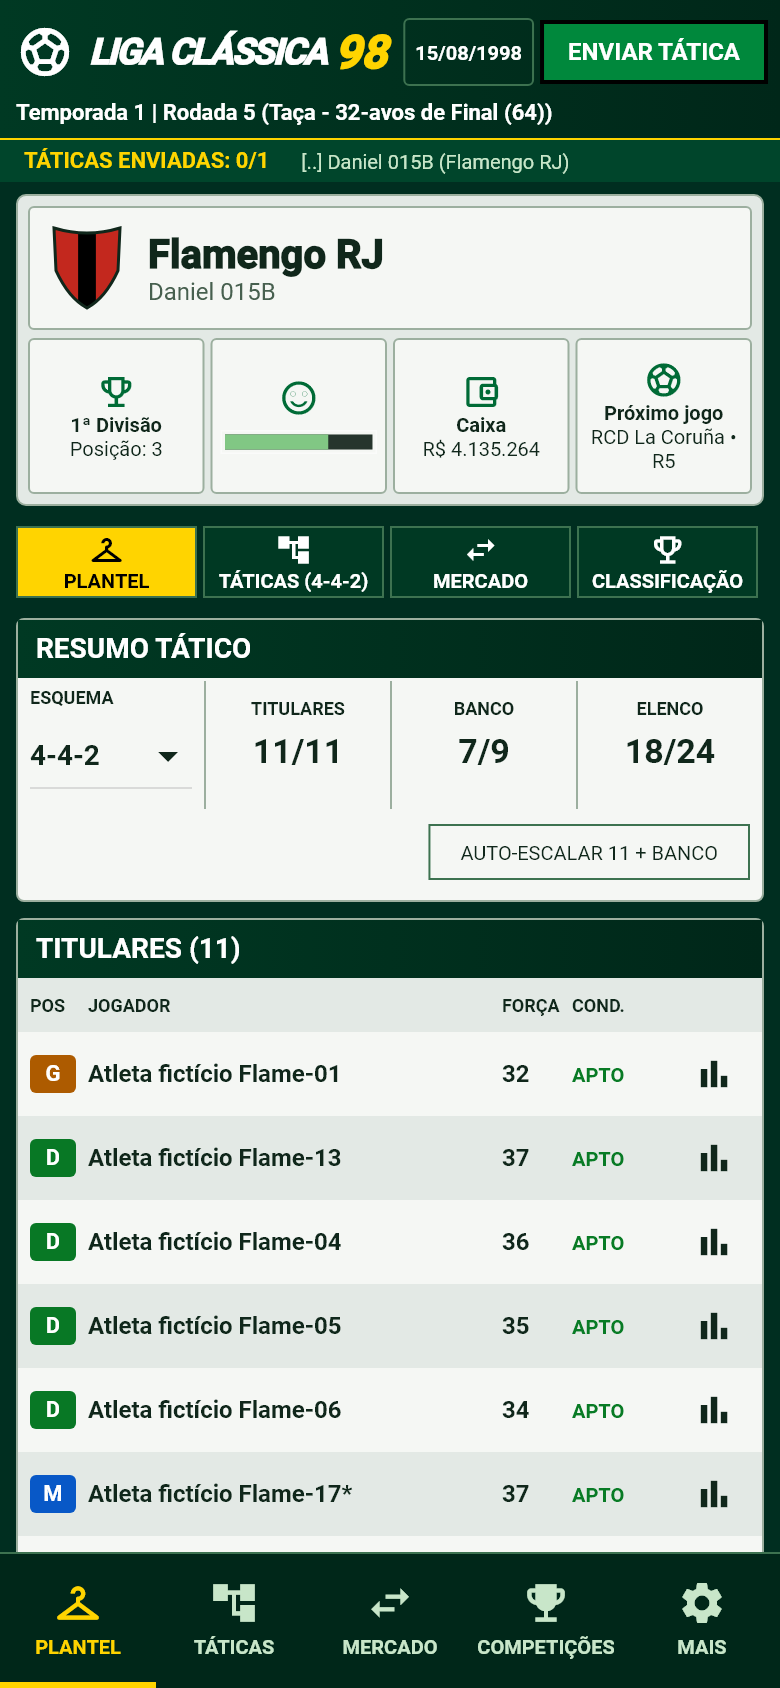 LIGA CLÁSSICA 98
15/08/1998
ENVIAR TÁTICA
Temporada 1 | Rodada 5 (Taça - 32-avos de Final (64))
TÁTICAS ENVIADAS: 0/1
[..] Daniel 015B (Flamengo RJ)
Flamengo RJ
Daniel 015B
1ª Divisão
Posição: 3
Caixa
R$ 4.135.264
Próximo jogo
RCD La Coruña •
R5
PLANTEL
TÁTICAS (4-4-2)
MERCADO
CLASSIFICAÇÃO
RESUMO TÁTICO
ESQUEMA
4-4-2
TITULARES
11/11
BANCO
7/9
ELENCO
18/24
AUTO-ESCALAR 11 + BANCO
TITULARES (11)
POS JOGADOR FORÇA COND.
G Atleta fictício Flame-01 32 APTO
D Atleta fictício Flame-13 37 APTO
D Atleta fictício Flame-04 36 APTO
D Atleta fictício Flame-05 35 APTO
D Atleta fictício Flame-06 34 APTO
M Atleta fictício Flame-17* 37 APTO
PLANTEL
TÁTICAS
MERCADO
COMPETIÇÕES
MAIS